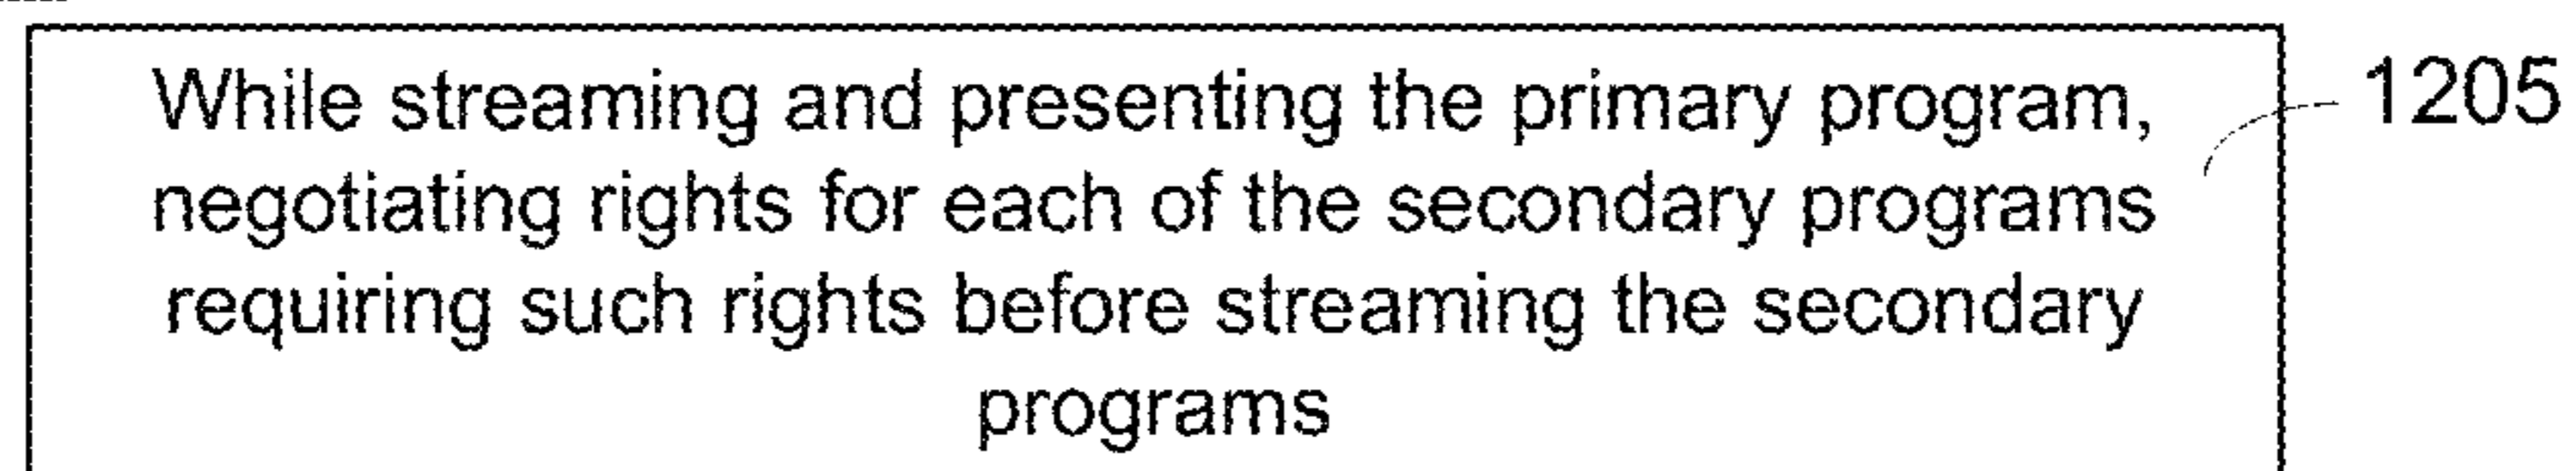 While streaming and presenting the primary program,
negotiating rights for each of the secondary programs
requiring such rights before streaming the secondary
programs
1205